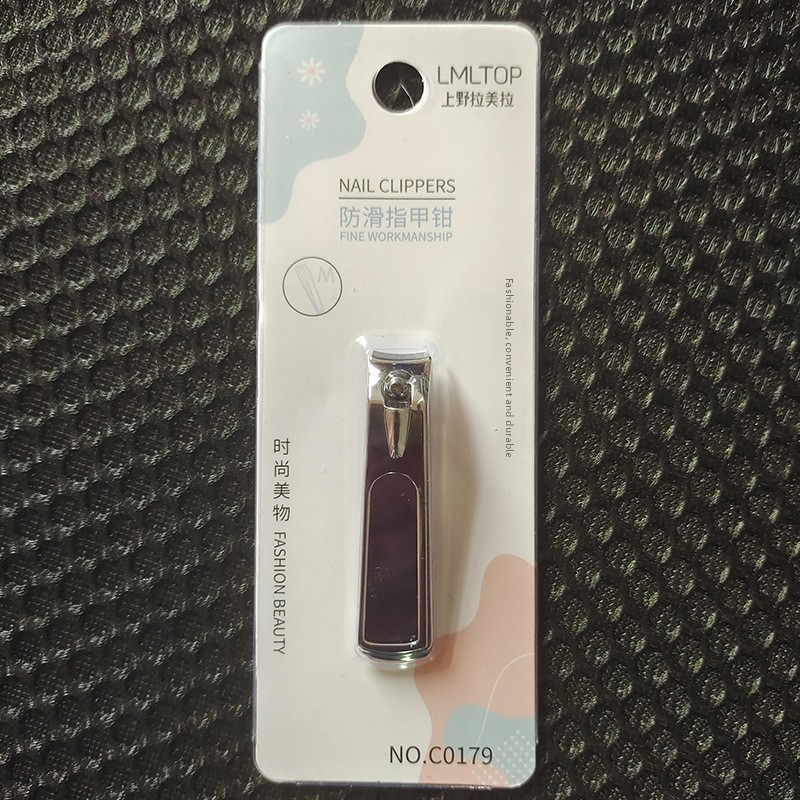 LMLTOP
上野拉美拉
NAIL CLIPPERS
防滑指甲钳
FINE WORKMANSHIP
M
Fashionable, convenient and durable
时尚美物 FASHION BEAUTY
NO.C0179